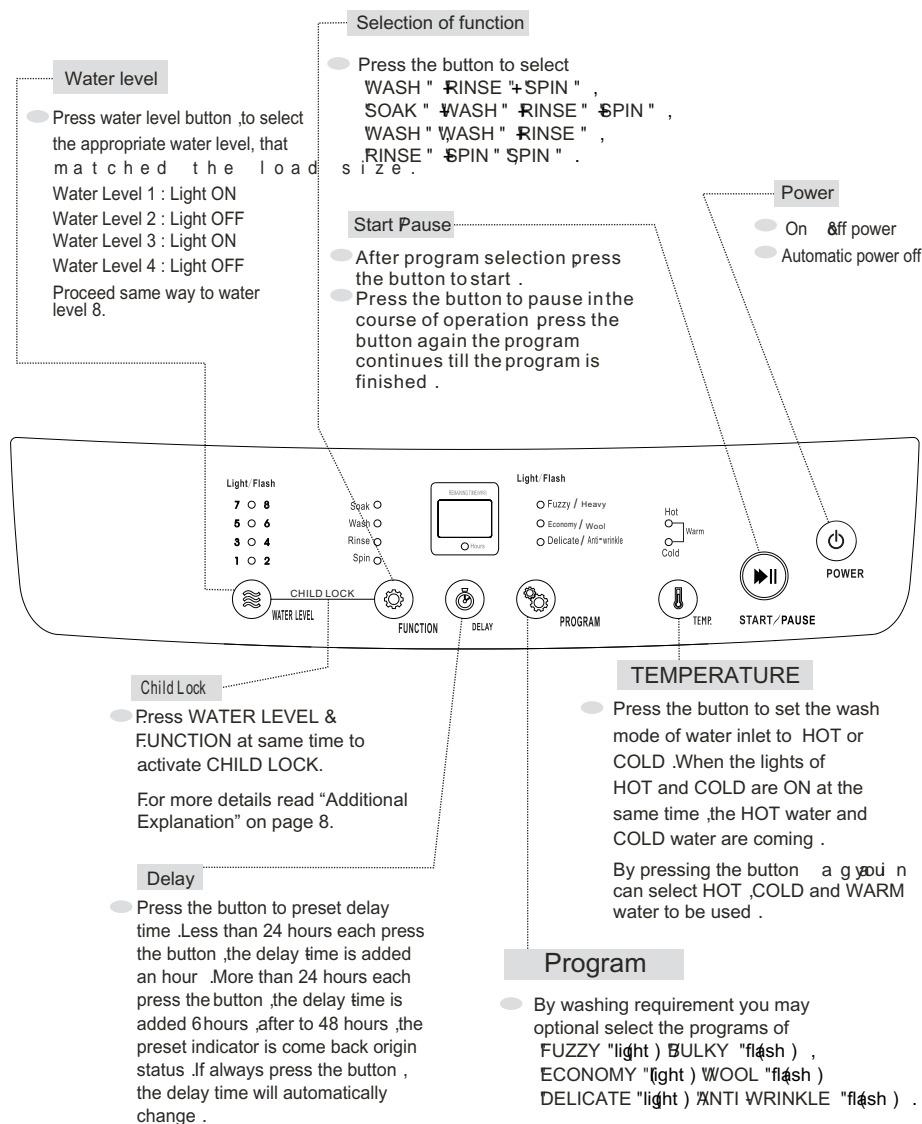 Selection of function
Press the button to select
"WASH "+"RINSE "+"SPIN " ,
"SOAK "+"WASH "+"RINSE "+"SPIN " ,
"WASH ","WASH "+"RINSE " ,
"RINSE "+"SPIN ","SPIN " .
Water level
Press water level button ,to select
the appropriate water level, that
matched the load size.
Water Level 1 : Light ON
Water Level 2 : Light OFF
Water Level 3 : Light ON
Water Level 4 : Light OFF
Proceed same way to water
level 8.
Start /Pause
After program selection ,press
the button to start .
Press the button to pause in the
course of operation press the
button again the program
continues till the program is
finished .
Power
On &off power
Automatic power off
Light/Flash
7 8
5 6
3 4
1 2
WATER LEVEL
CHILD LOCK
Soak
Wash
Rinse
Spin
FUNCTION
REMAINING TIME(MIN)
Hours
DELAY
Light/Flash
Fuzzy / Heavy
Economy / Wool
Delicate / Anti-wrinkle
PROGRAM
Hot
Warm
Cold
TEMP.
START/PAUSE
POWER
Child Lock
Press WATER LEVEL &
FUNCTION at same time to
activate CHILD LOCK.
For more details read “Additional
Explanation” on page 8.
Delay
Press the button to preset delay
time .Less than 24 hours each press
the button ,the delay time is added
an hour .More than 24 hours each
press the button ,the delay time is
added 6hours ,after to 48 hours ,the
preset indicator is come back origin
status .If always press the button ,
the delay time will automatically
change .
TEMPERATURE
Press the button to set the wash
mode of water inlet to HOT or
COLD .When the lights of
HOT and COLD are ON at the
same time ,the HOT water and
COLD water are coming .
By pressing the button again you
can select HOT ,COLD and WARM
water to be used .
Program
By washing requirement you may
optional select the programs of
"FUZZY "(light ) "BULKY "(flash ) ,
"ECONOMY "(light ) "WOOL "(flash )
"DELICATE "(light ) "ANTI -WRINKLE "(flash ) .